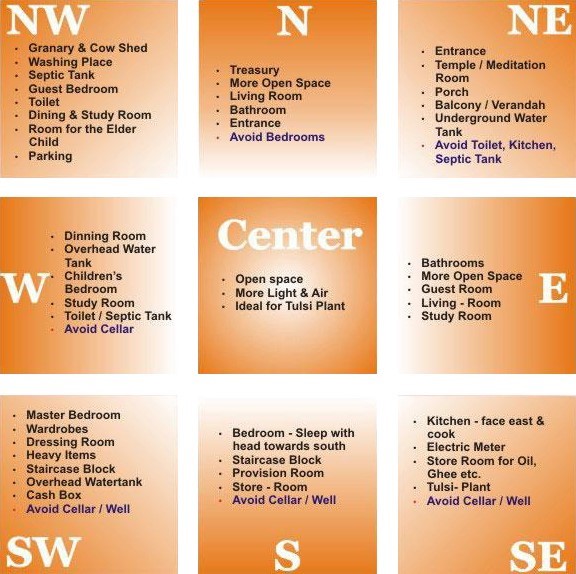 NW
Granary & Cow Shed
Washing Place
Septic Tank
Guest Bedroom
Toilet
Dining & Study Room
Room for the Elder
Child
Parking
N
Treasury
More Open Space
Living Room
Bathroom
Entrance
Avoid Bedrooms
NE
Entrance
Temple / Meditation
Room
Porch
Balcony / Verandah
Underground Water
Tank
Avoid Toilet, Kitchen,
Septic Tank
W
Dinning Room
Overhead Water
Tank
Children's
Bedroom
Study Room
Toilet / Septic Tank
Avoid Cellar
Center
Open space
More Light & Air
Ideal for Tulsi Plant
E
Bathrooms
More Open Space
Guest Room
Living - Room
Study Room
Master Bedroom
Wardrobes
Dressing Room
Heavy Items
Staircase Block
Overhead Watertank
Cash Box
Avoid Cellar / Well
SW
Bedroom - Sleep with
head towards south
Staircase Block
Provision Room
Store - Room
Avoid Cellar / Well
S
Kitchen - face east &
cook
Electric Meter
Store Room for Oil,
Ghee etc.
Tulsi- Plant
Avoid Cellar / Well
SE